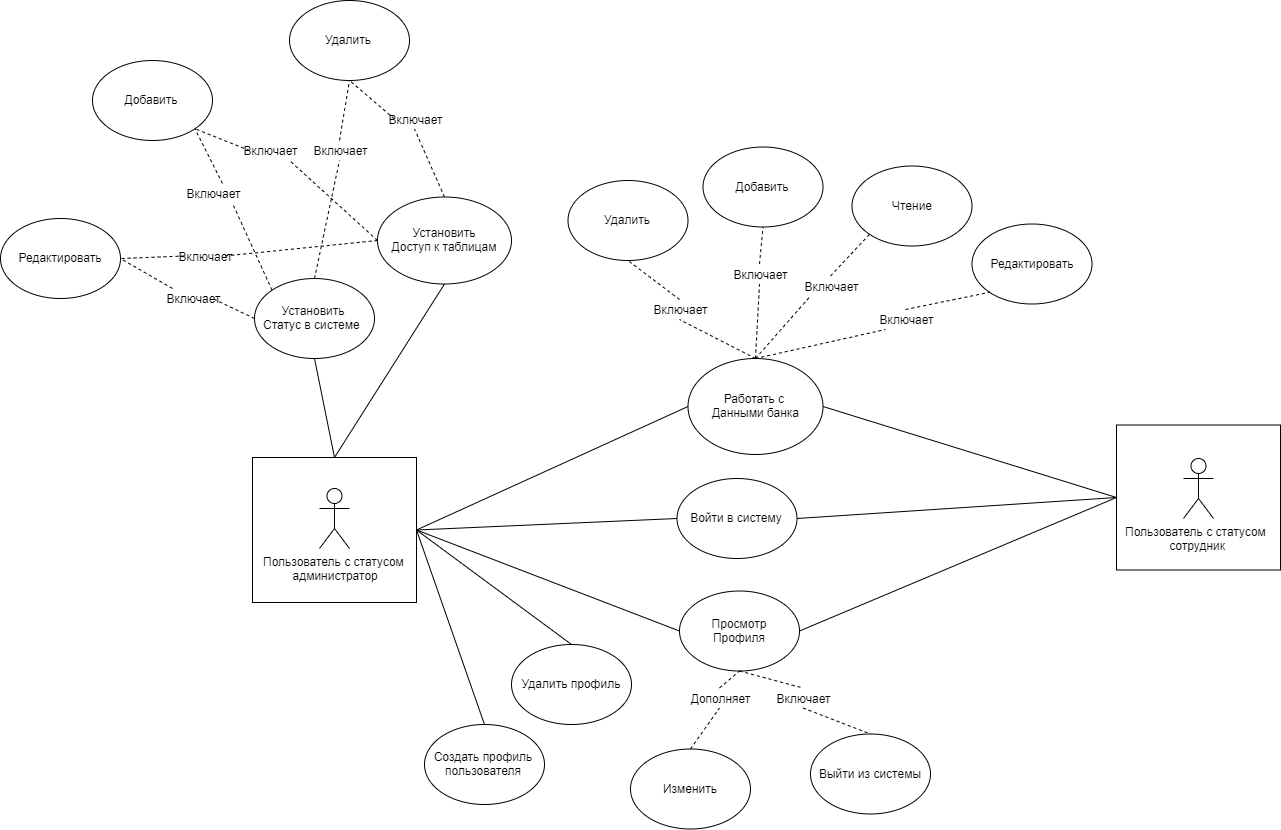 Удалить
Добавить
Включает
Включает
Включает
Включает
Редактировать
Включает
Включает
Установить
Доступ к таблицам
Установить
Статус в системе
Удалить
Добавить
Чтение
Редактировать
Включает
Включает
Включает
Включает
Работать с
Данными банка
Войти в систему
Пользователь с статусом
администратор
Пользователь с статусом
сотрудник
Просмотр
Профиля
Удалить профиль
Дополняет
Включает
Создать профиль
пользователя
Изменить
Выйти из системы